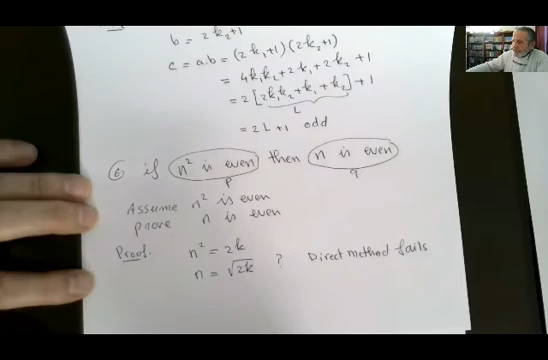 b = 2k₂+1
c = a.b = (2k₁+1)(2k₂+1)
= 4k₁k₂+2k₁+2k₂+1
= 2[2k₁k₂+k₁+k₂]+1
L
= 2L+1 odd
⑥ if n² is even then n is even
p q
Assume n² is even
prove n is even
Proof. n² = 2k
n = √2k ? Direct method fails